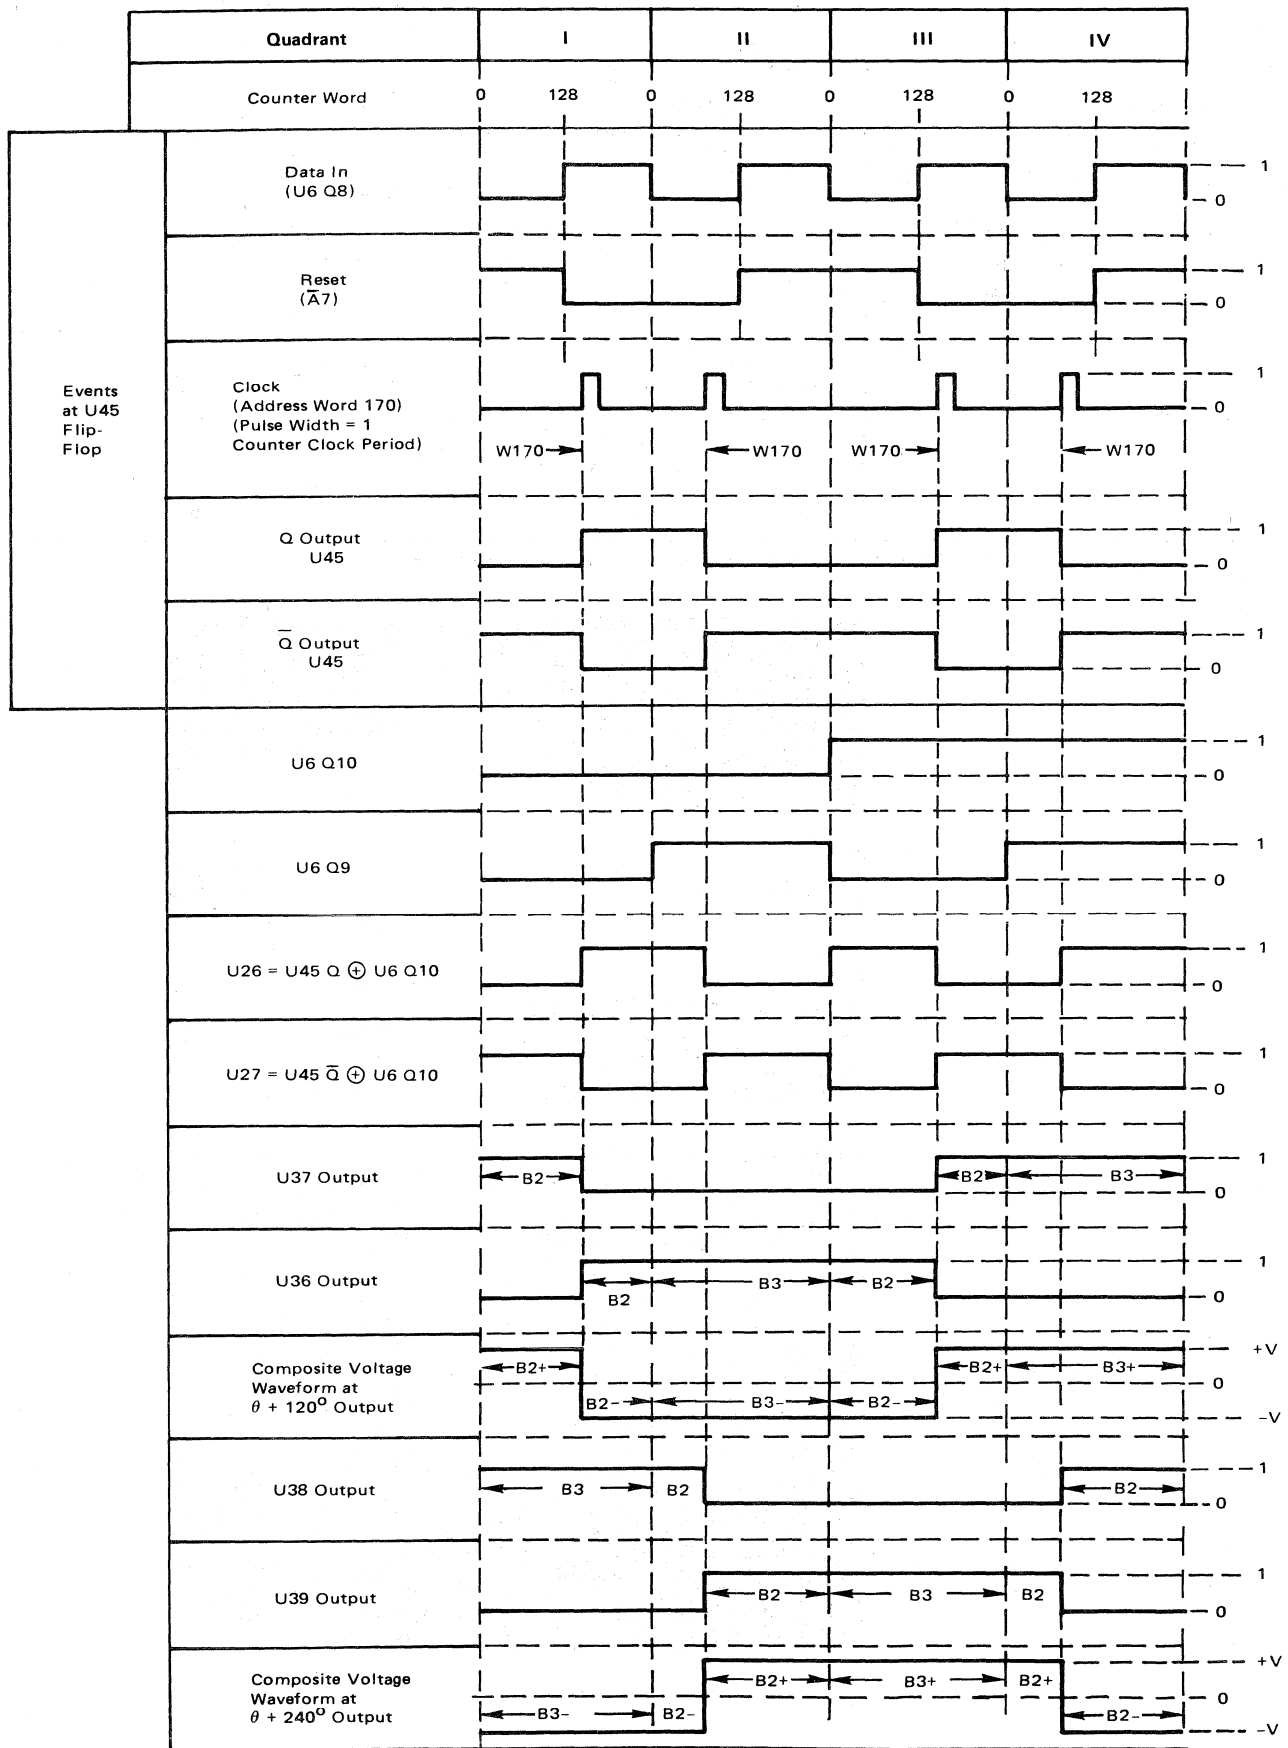 Quadrant I II III IV
Counter Word 0 128 0 128 0 128 0 128
Events
at U45
Flip-
Flop
Data In
(U6 Q8)
1
0
Reset
(A̅7)
1
0
Clock
(Address Word 170)
(Pulse Width = 1
Counter Clock Period)
1
0
W170 W170 W170 W170
Q Output
U45
1
0
Q̅ Output
U45
1
0
U6 Q10
1
0
U6 Q9
1
0
U26 = U45 Q ⊕ U6 Q10
1
0
U27 = U45 Q̅ ⊕ U6 Q10
1
0
U37 Output
B2 B2 B3
1
0
U36 Output
B2 B3 B2
1
0
Composite Voltage
Waveform at
θ + 120° Output
B2+ B2+ B3+
B2- B3- B2-
+V
0
-V
U38 Output
B3 B2 B2
1
0
U39 Output
B2 B3 B2
1
0
Composite Voltage
Waveform at
θ + 240° Output
B2+ B3+ B2+
B3- B2- B2-
+V
0
-V